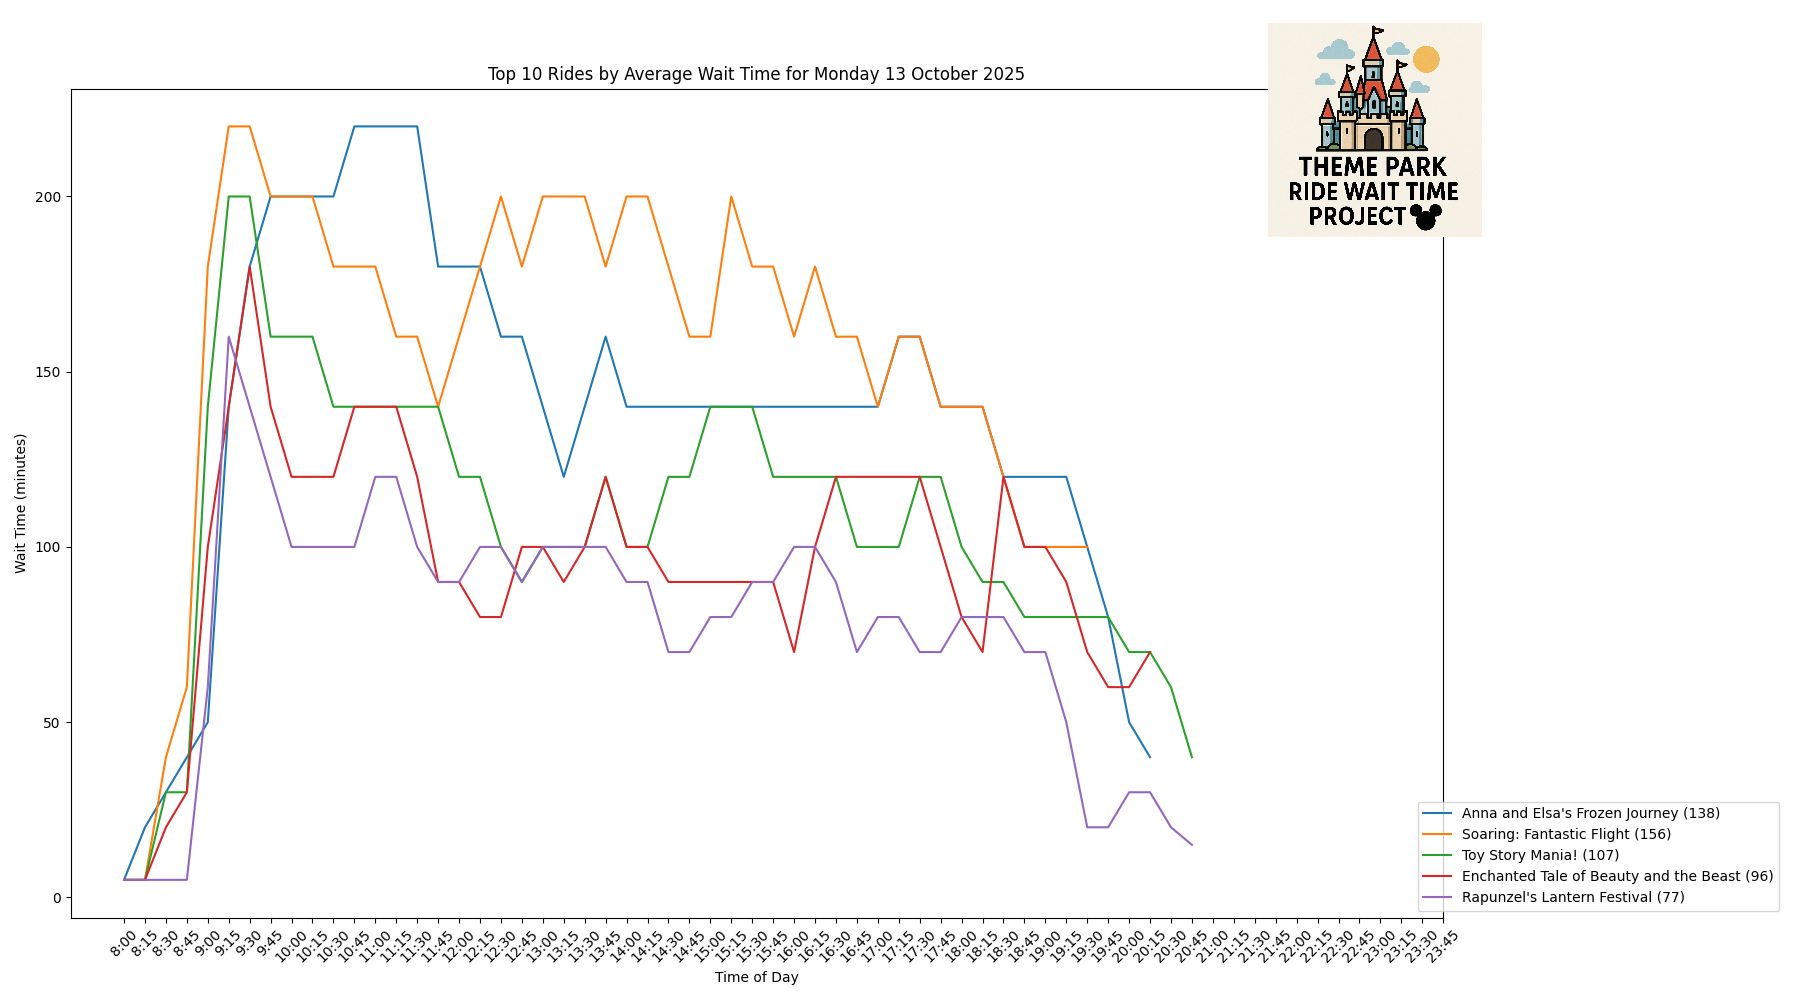 Top 10 Rides by Average Wait Time for Monday 13 October 2025
THEME PARK
RIDE WAIT TIME
PROJECT
Wait Time (minutes)
200
150
100
50
0
Anna and Elsa's Frozen Journey (138)
Soaring: Fantastic Flight (156)
Toy Story Mania! (107)
Enchanted Tale of Beauty and the Beast (96)
Rapunzel's Lantern Festival (77)
8:00 8:15 8:30 8:45 9:00 9:15 9:30 9:45 10:00 10:15 10:30 10:45 11:00 11:15 11:30 11:45 12:00 12:15 12:30 12:45 13:00 13:15 13:30 13:45 14:00 14:15 14:30 14:45 15:00 15:15 15:30 15:45 16:00 16:15 16:30 16:45 17:00 17:15 17:30 17:45 18:00 18:15 18:30 18:45 19:00 19:15 19:30 19:45 20:00 20:15 20:30 20:45 21:00 21:15 21:30 21:45 22:00 22:15 22:30 22:45 23:00 23:15 23:30 23:45
Time of Day